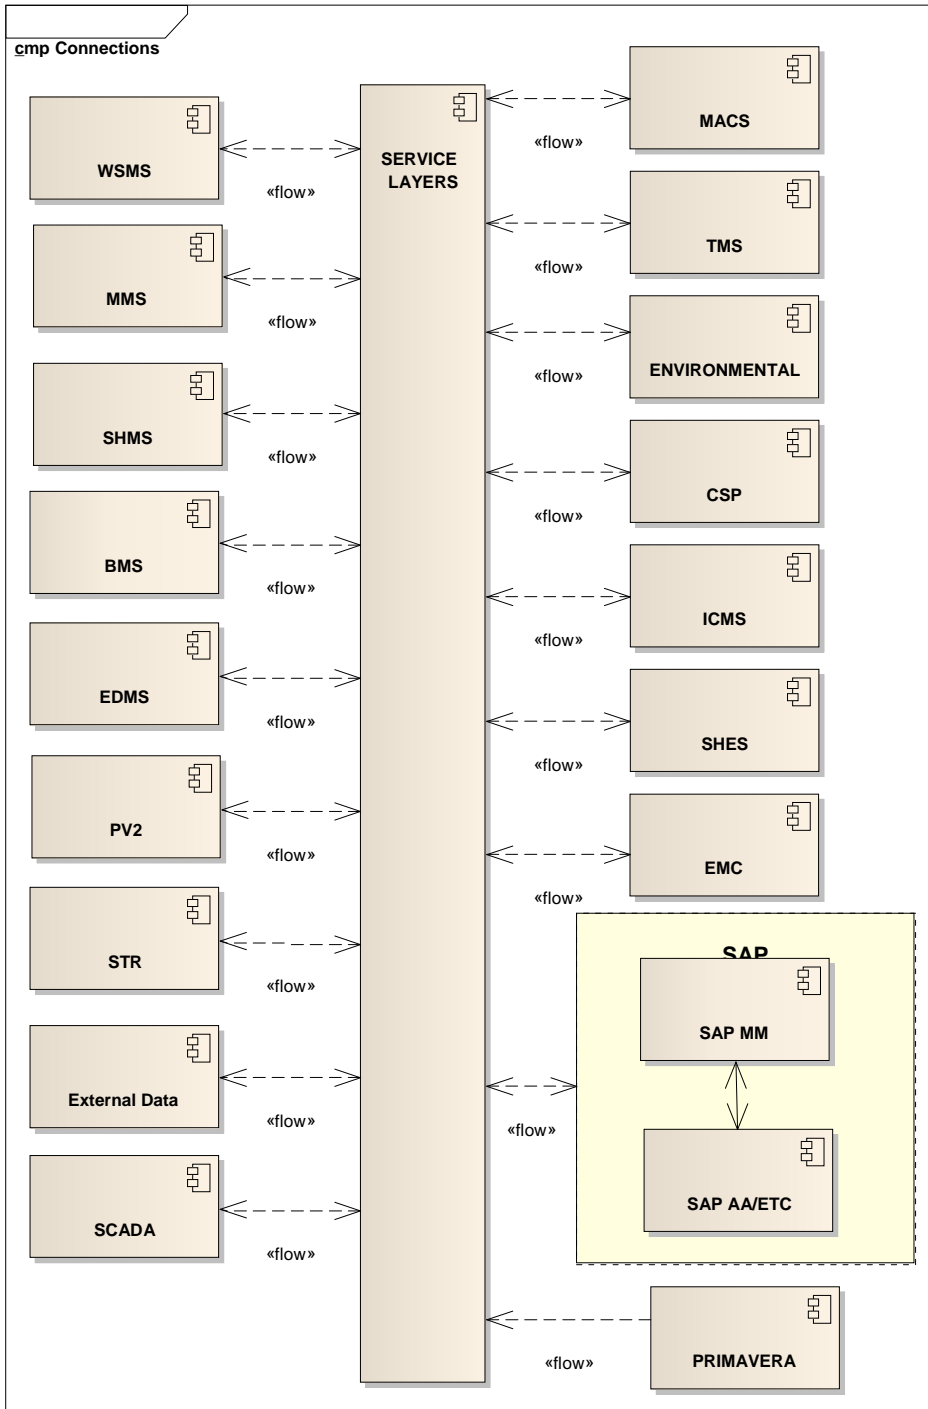 cmp Connections
WSMS
«flow»
MMS
«flow»
SHMS
«flow»
BMS
«flow»
EDMS
«flow»
PV2
«flow»
STR
«flow»
External Data
«flow»
SCADA
«flow»
SERVICE
LAYERS
MACS
«flow»
TMS
«flow»
ENVIRONMENTAL
«flow»
CSP
«flow»
ICMS
«flow»
SHES
«flow»
EMC
«flow»
SAP
SAP MM
«flow»
SAP AA/ETC
PRIMAVERA
«flow»